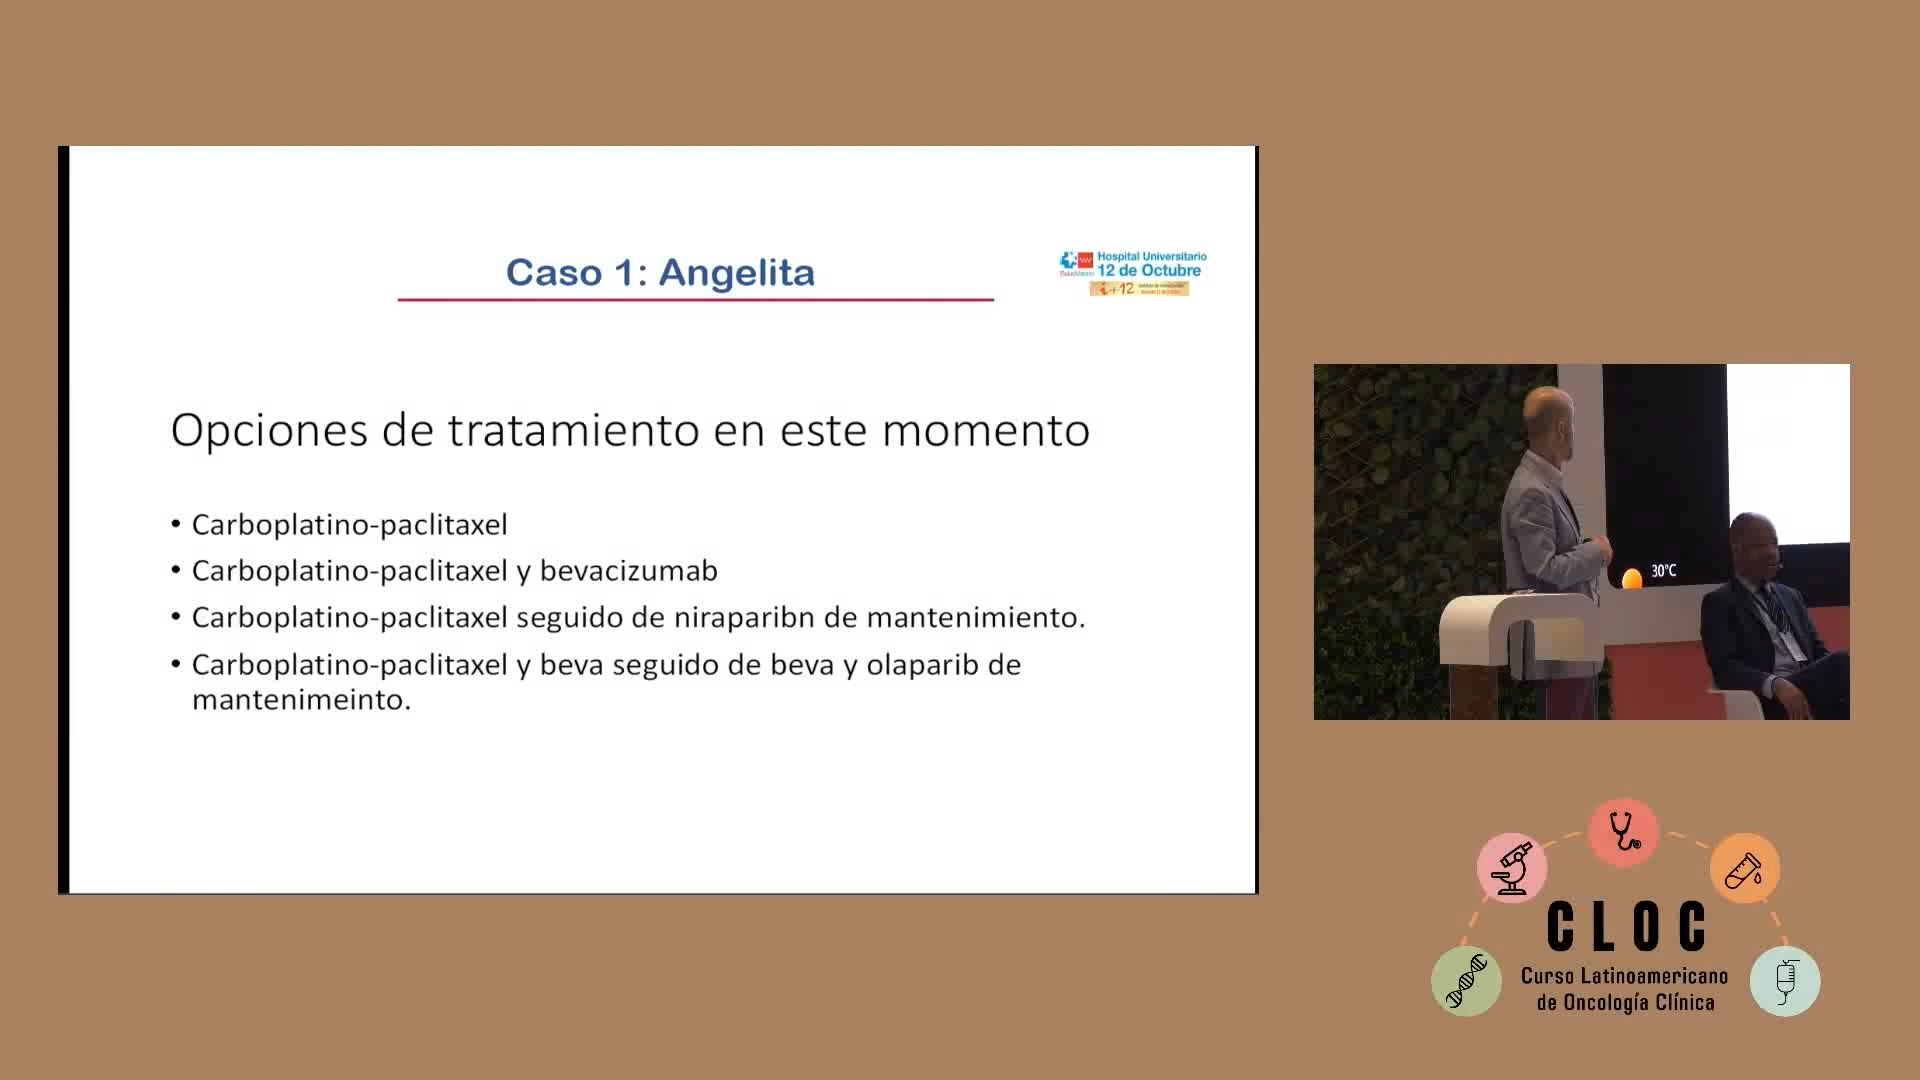 Caso 1: Angelita
Hospital Universitario
12 de Octubre
i+12
Opciones de tratamiento en este momento
• Carboplatino-paclitaxel
• Carboplatino-paclitaxel y bevacizumab
• Carboplatino-paclitaxel seguido de niraparibn de mantenimiento.
• Carboplatino-paclitaxel y beva seguido de beva y olaparib de
mantenimeinto.
30°C
CLOC
Curso Latinoamericano
de Oncología Clínica